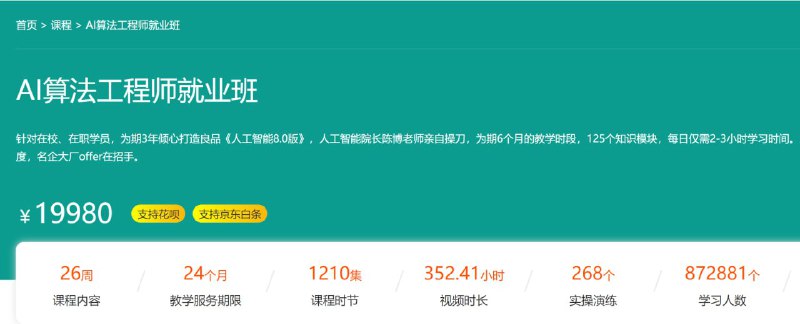 首页 > 课程 > AI算法工程师就业班
AI算法工程师就业班
针对在校、在职学员，为期3年倾心打造良品《人工智能8.0版》，人工智能院长陈博老师亲自操刀，为期6个月的教学时段，125个知识模块，每日仅需2-3小时学习时间。
度，名企大厂offer在招手。
¥19980 支持花呗 支持京东白条
26周 24个月 1210集 352.41小时 268个 872881个
课程内容 教学服务期限 课程时节 视频时长 实操演练 学习人数